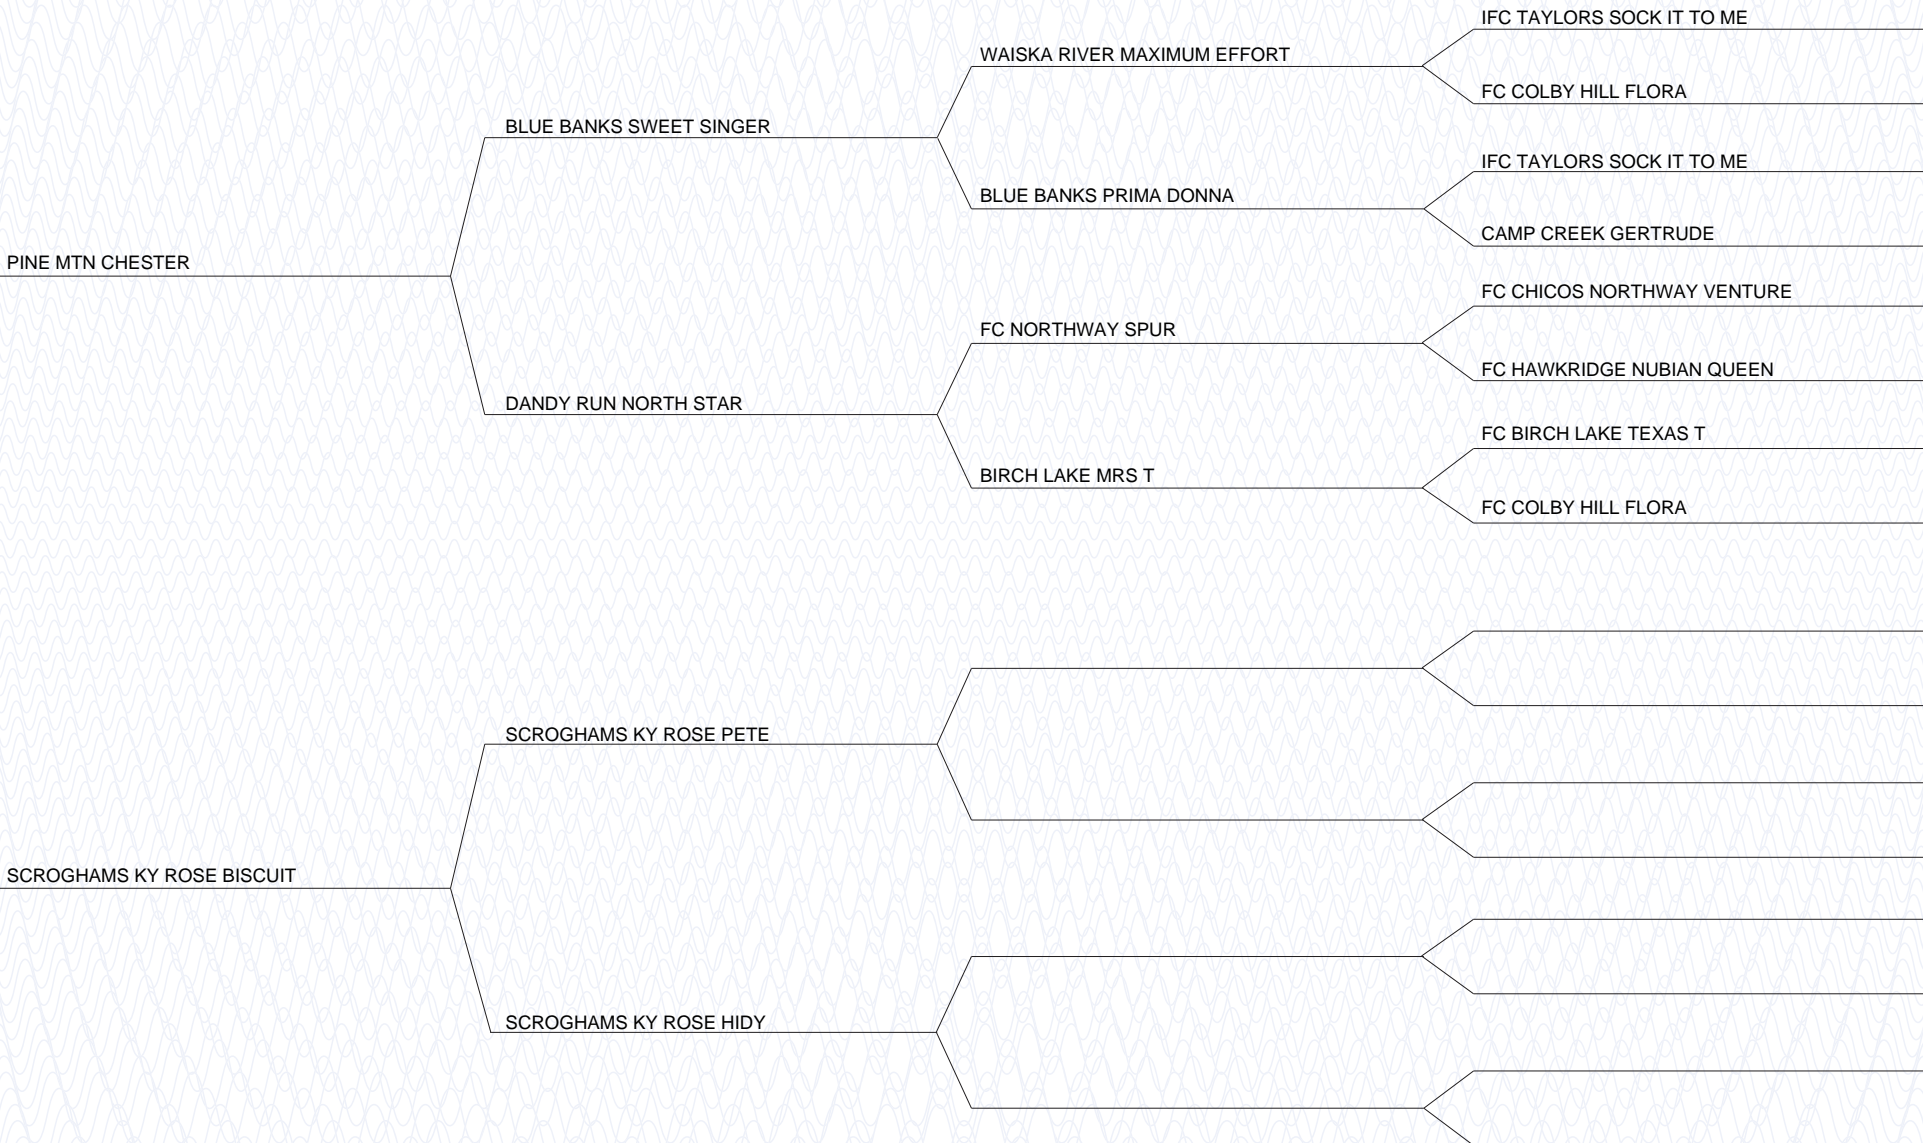 IFC TAYLORS SOCK IT TO ME
WAISKA RIVER MAXIMUM EFFORT
FC COLBY HILL FLORA
BLUE BANKS SWEET SINGER
IFC TAYLORS SOCK IT TO ME
BLUE BANKS PRIMA DONNA
CAMP CREEK GERTRUDE
PINE MTN CHESTER
FC CHICOS NORTHWAY VENTURE
FC NORTHWAY SPUR
FC HAWKRIDGE NUBIAN QUEEN
DANDY RUN NORTH STAR
FC BIRCH LAKE TEXAS T
BIRCH LAKE MRS T
FC COLBY HILL FLORA
SCROGHAMS KY ROSE PETE
SCROGHAMS KY ROSE BISCUIT
SCROGHAMS KY ROSE HIDY